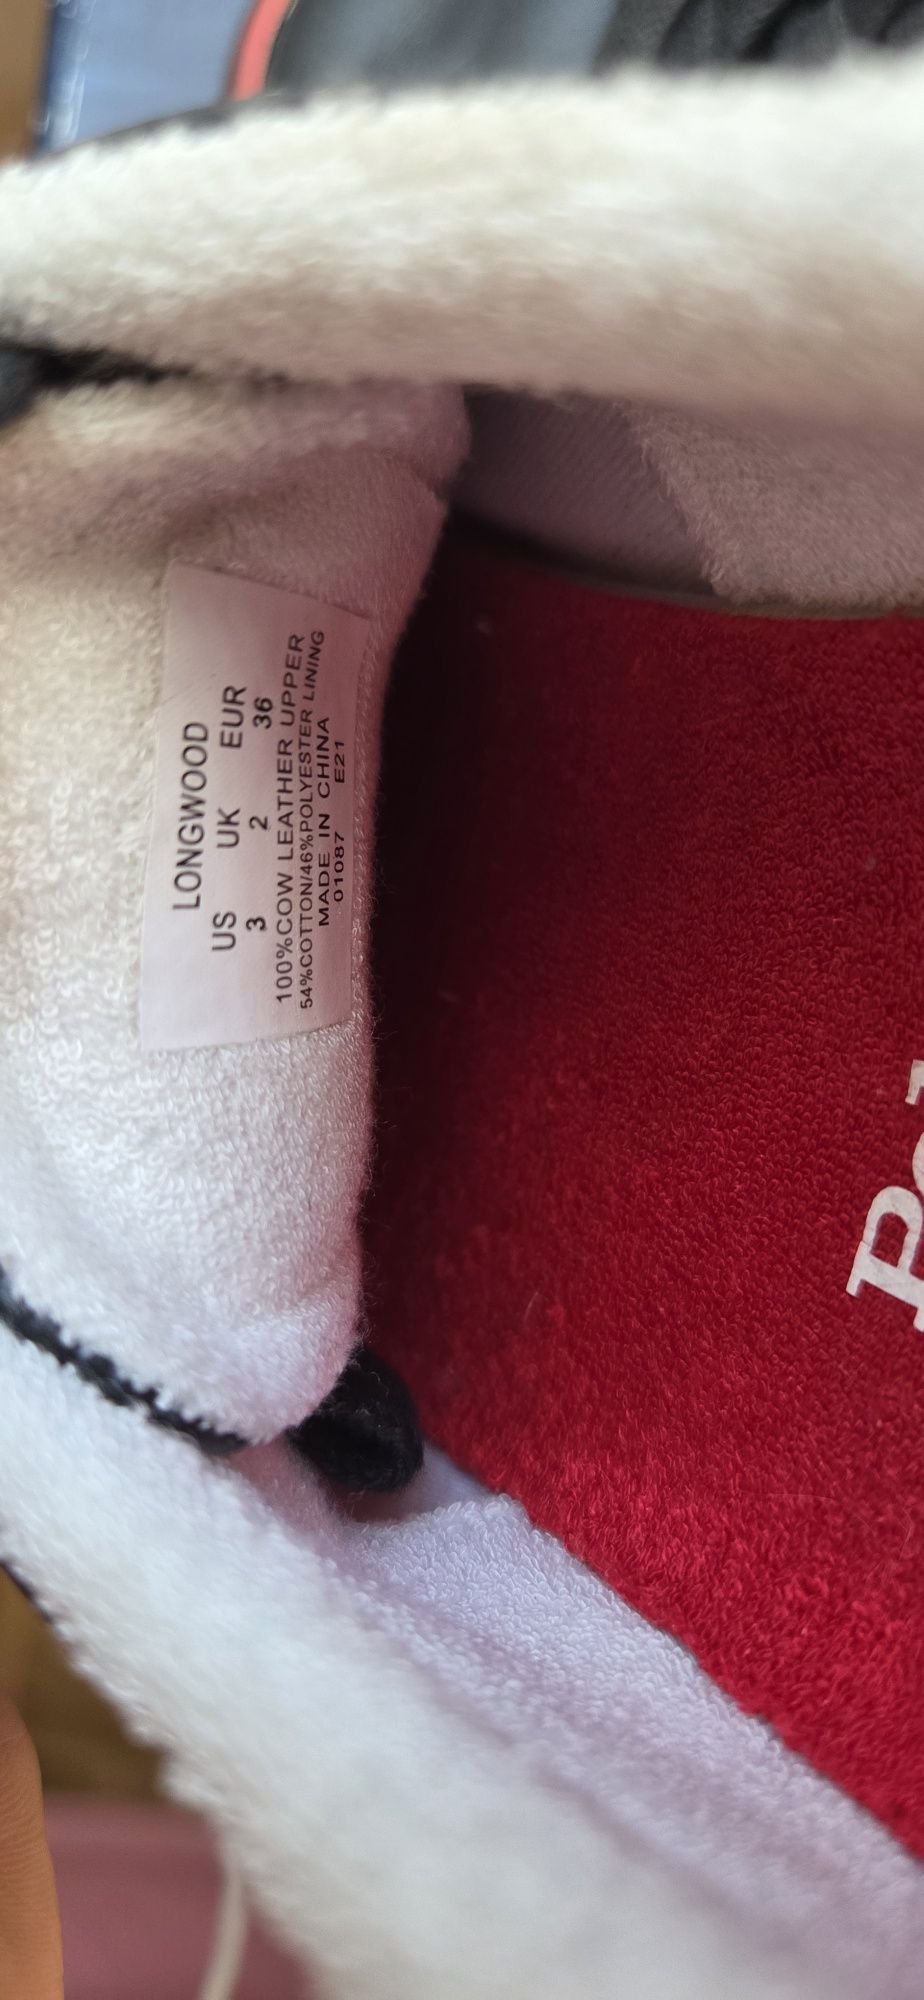 LONGWOOD
US UK EUR
3 2 36
100%COW LEATHER UPPER
54%COTTON/46%POLYESTER LINING
MADE IN CHINA
01087 E21